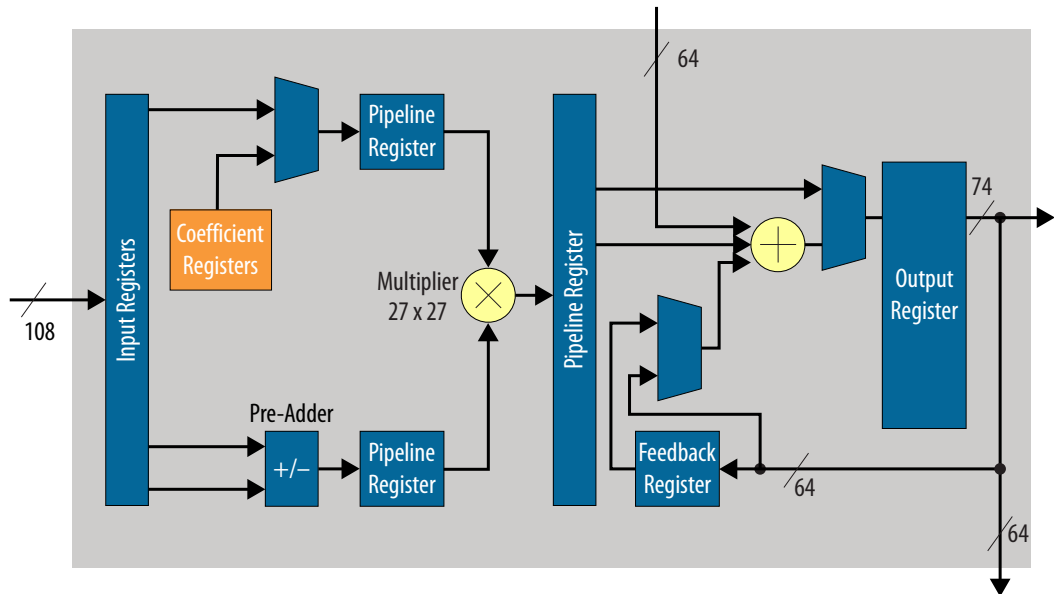 64
Pipeline
Register
Coefficient
Registers
Input Registers
108
Multiplier
27 x 27
Pre-Adder
+/−
Pipeline
Register
Pipeline Register
Feedback
Register
64
Output
Register
74
64